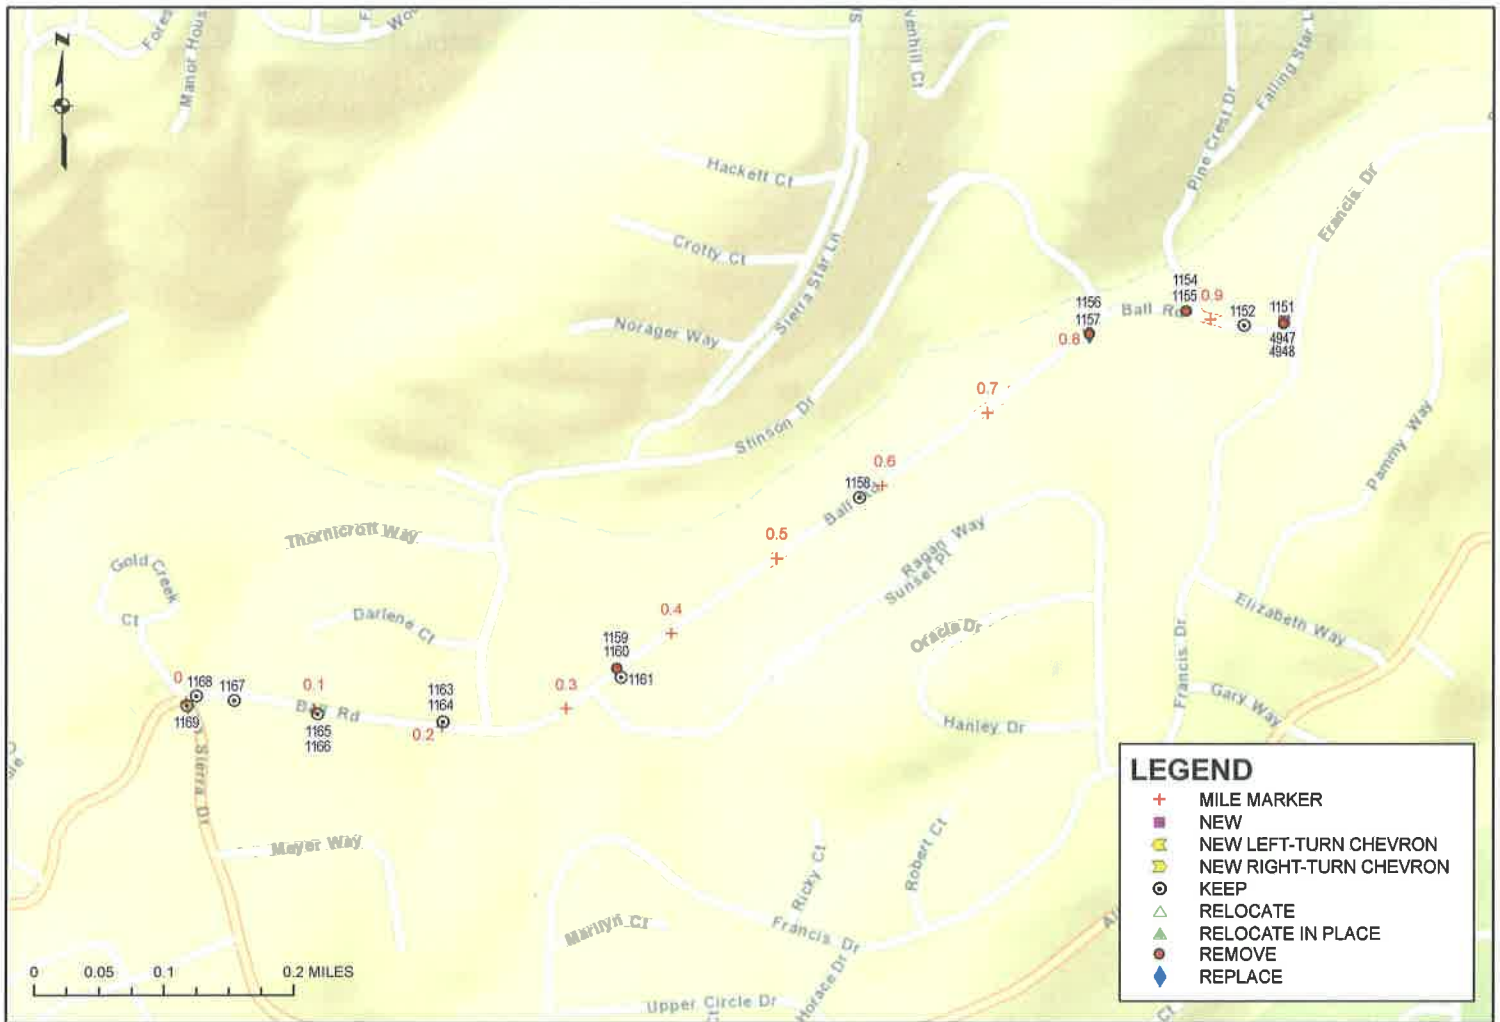 Manor Hous
venhill Ct
Falling Star L
Pine Crest Dr
Hackett Ct
Francis Dr
Crotty Ct
Sierra Star Ln
1154
1155
0.9
1156
1157
Ball Rd
1152
1151
4947
4948
Norager Way
0.8
0.7
Stinson Dr
Pammy Way
0.6
1158
Ball Rd
0.5
Thornicroft Way
Ragan Way
Sunset Pl
Gold Creek
Ct
Darlene Ct
0.4
Oracle Dr
Elizabeth Way
1159
1160
1161
Francis Dr
0
1168
1167
0.1
1163
1164
0.3
Gary Way
1169
Ball Rd
1165
1166
0.2
Hanley Dr
Sierra Dr
Meyer Way
Ricky Ct
Robert Ct
Marilyn Ct
Francis Dr
Horace Dr
Upper Circle Dr
Ct
Ct
0 0.05 0.1 0.2 MILES
LEGEND
MILE MARKER
NEW
NEW LEFT-TURN CHEVRON
NEW RIGHT-TURN CHEVRON
KEEP
RELOCATE
RELOCATE IN PLACE
REMOVE
REPLACE